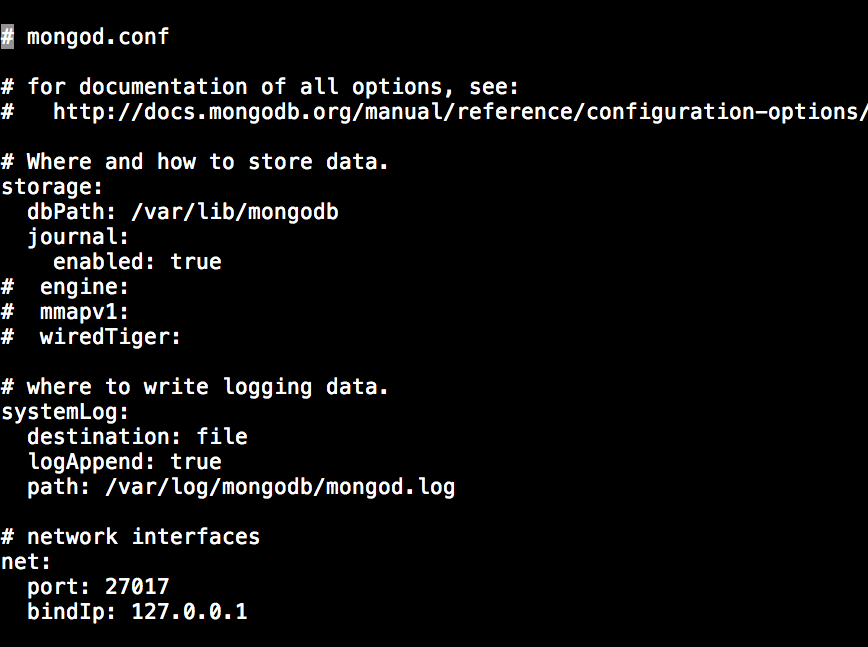 # mongod.conf
# for documentation of all options, see:
#   http://docs.mongodb.org/manual/reference/configuration-options/
# Where and how to store data.
storage:
  dbPath: /var/lib/mongodb
  journal:
    enabled: true
#  engine:
#  mmapv1:
#  wiredTiger:
# where to write logging data.
systemLog:
  destination: file
  logAppend: true
  path: /var/log/mongodb/mongod.log
# network interfaces
net:
  port: 27017
  bindIp: 127.0.0.1